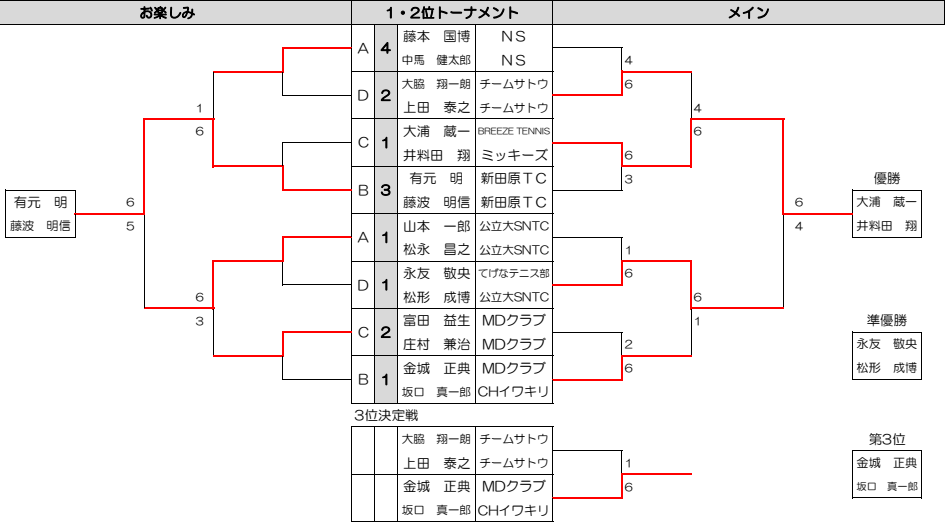 お楽しみ 1・2位トーナメント メイン
A 4 藤本 国博 NS
中馬 健太郎 NS
4
D 2 大脇 翔一朗 チームサトウ
6
上田 泰之 チームサトウ
1
4
C 1 大浦 蔵一 BREEZE TENNIS
6
6
井料田 翔 ミッキーズ
6
B 3 有元 明 新田原TC
3
優勝
藤波 明信 新田原TC
有元 明
6
6
大浦 蔵一
藤波 明信
5
4
井料田 翔
A 1 山本 一郎 公立大SNTC
松永 昌之 公立大SNTC
1
D 1 永友 敬央 てげなテニス部
6
松形 成博 公立大SNTC
6
6
C 2 富田 益生 MDクラブ
3
1
準優勝
庄村 兼治 MDクラブ
2
永友 敬央
B 1 金城 正典 MDクラブ
6
松形 成博
坂口 真一郎 CHイワキリ
3位決定戦
大脇 翔一朗 チームサトウ
第3位
上田 泰之 チームサトウ
1
金城 正典
金城 正典 MDクラブ
6
坂口 真一郎
坂口 真一郎 CHイワキリ